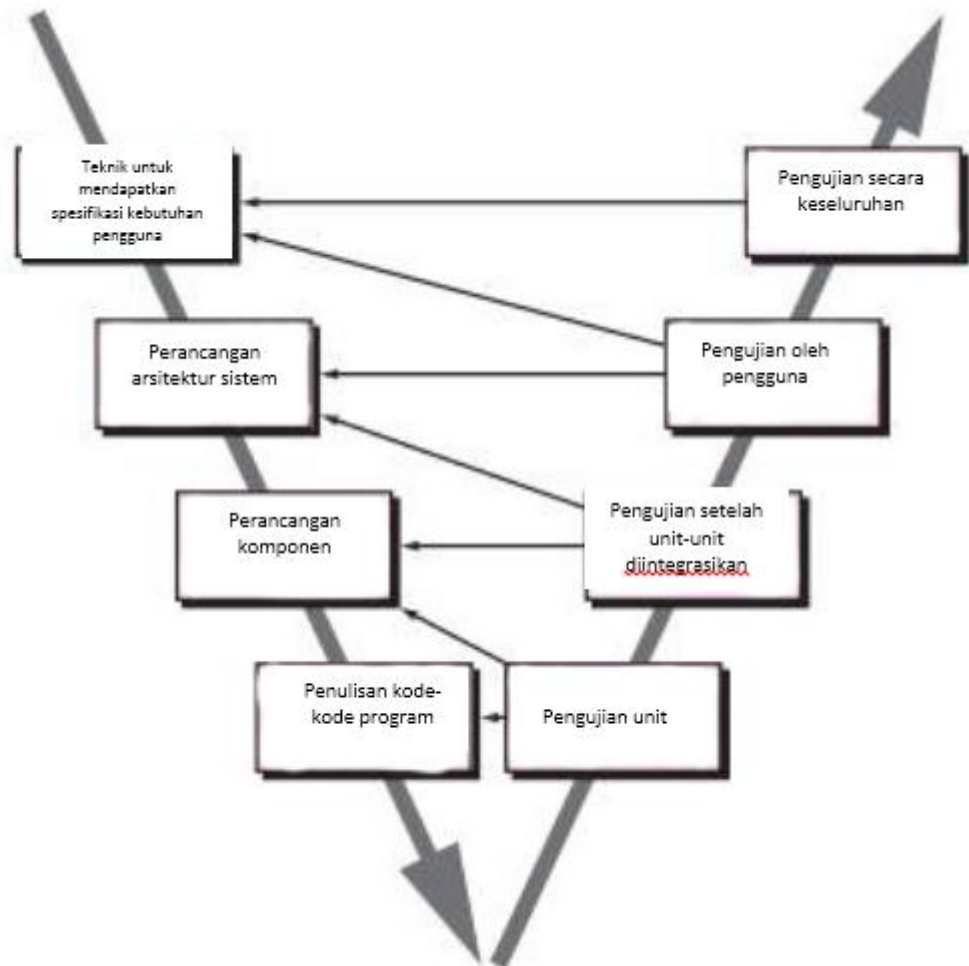 Teknik untuk
mendapatkan
spesifikasi kebutuhan
pengguna
Pengujian secara
keseluruhan
Perancangan
arsitektur sistem
Pengujian oleh
pengguna
Perancangan
komponen
Pengujian setelah
unit-unit
diintegrasikan
Penulisan kode-
kode program
Pengujian unit